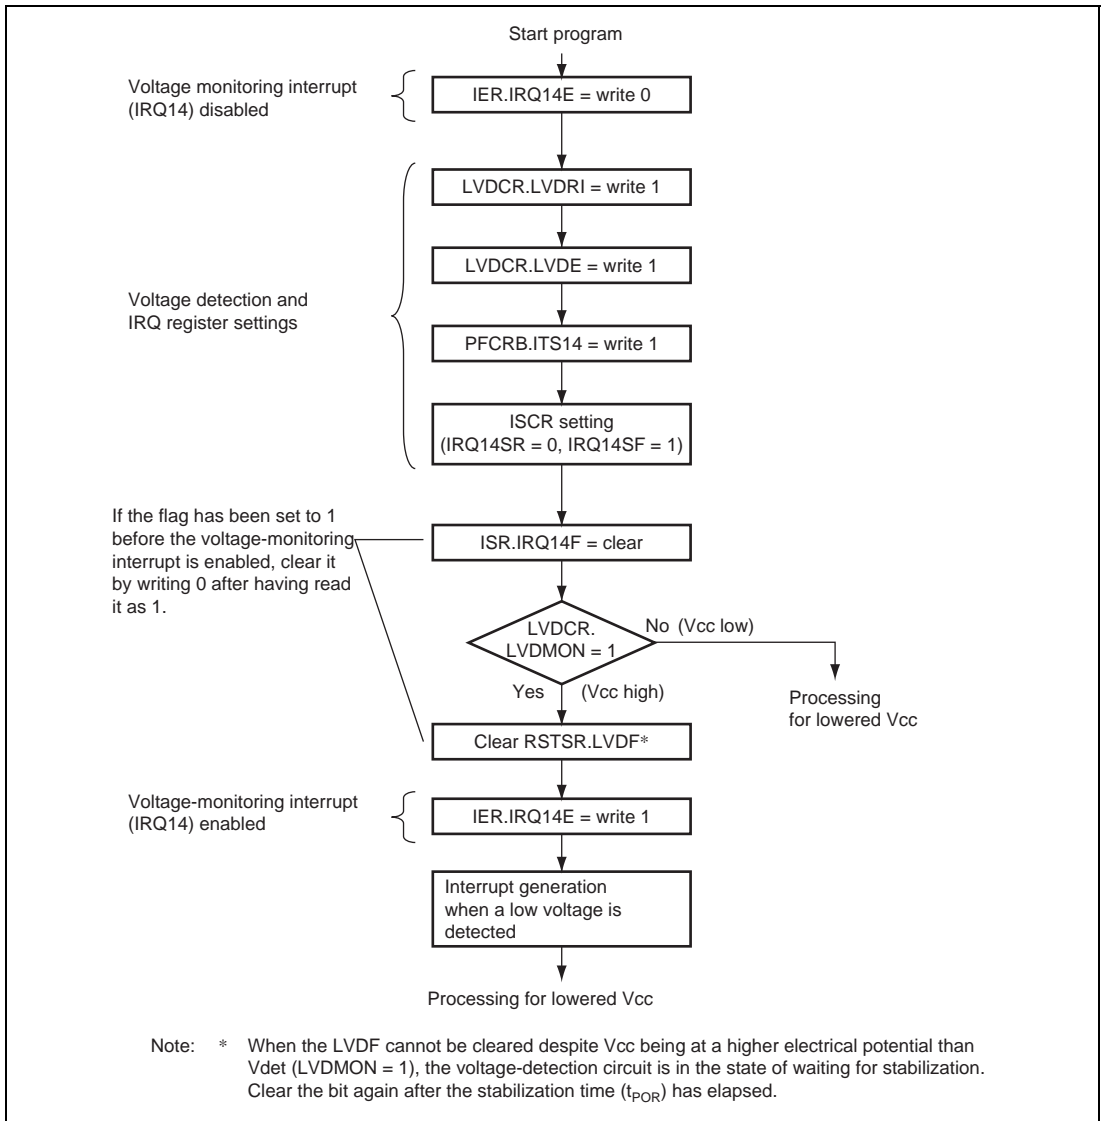 Start program
Voltage monitoring interrupt
(IRQ14) disabled
IER.IRQ14E = write 0
LVDCR.LVDRI = write 1
LVDCR.LVDE = write 1
Voltage detection and
IRQ register settings
PFCRB.ITS14 = write 1
ISCR setting
(IRQ14SR = 0, IRQ14SF = 1)
If the flag has been set to 1
before the voltage-monitoring
interrupt is enabled, clear it
by writing 0 after having read
it as 1.
ISR.IRQ14F = clear
LVDCR.
LVDMON = 1
No (Vcc low)
Yes (Vcc high)
Processing
for lowered Vcc
Clear RSTSR.LVDF*
Voltage-monitoring interrupt
(IRQ14) enabled
IER.IRQ14E = write 1
Interrupt generation
when a low voltage is
detected
Processing for lowered Vcc
Note: * When the LVDF cannot be cleared despite Vcc being at a higher electrical potential than
Vdet (LVDMON = 1), the voltage-detection circuit is in the state of waiting for stabilization.
Clear the bit again after the stabilization time (tPOR) has elapsed.